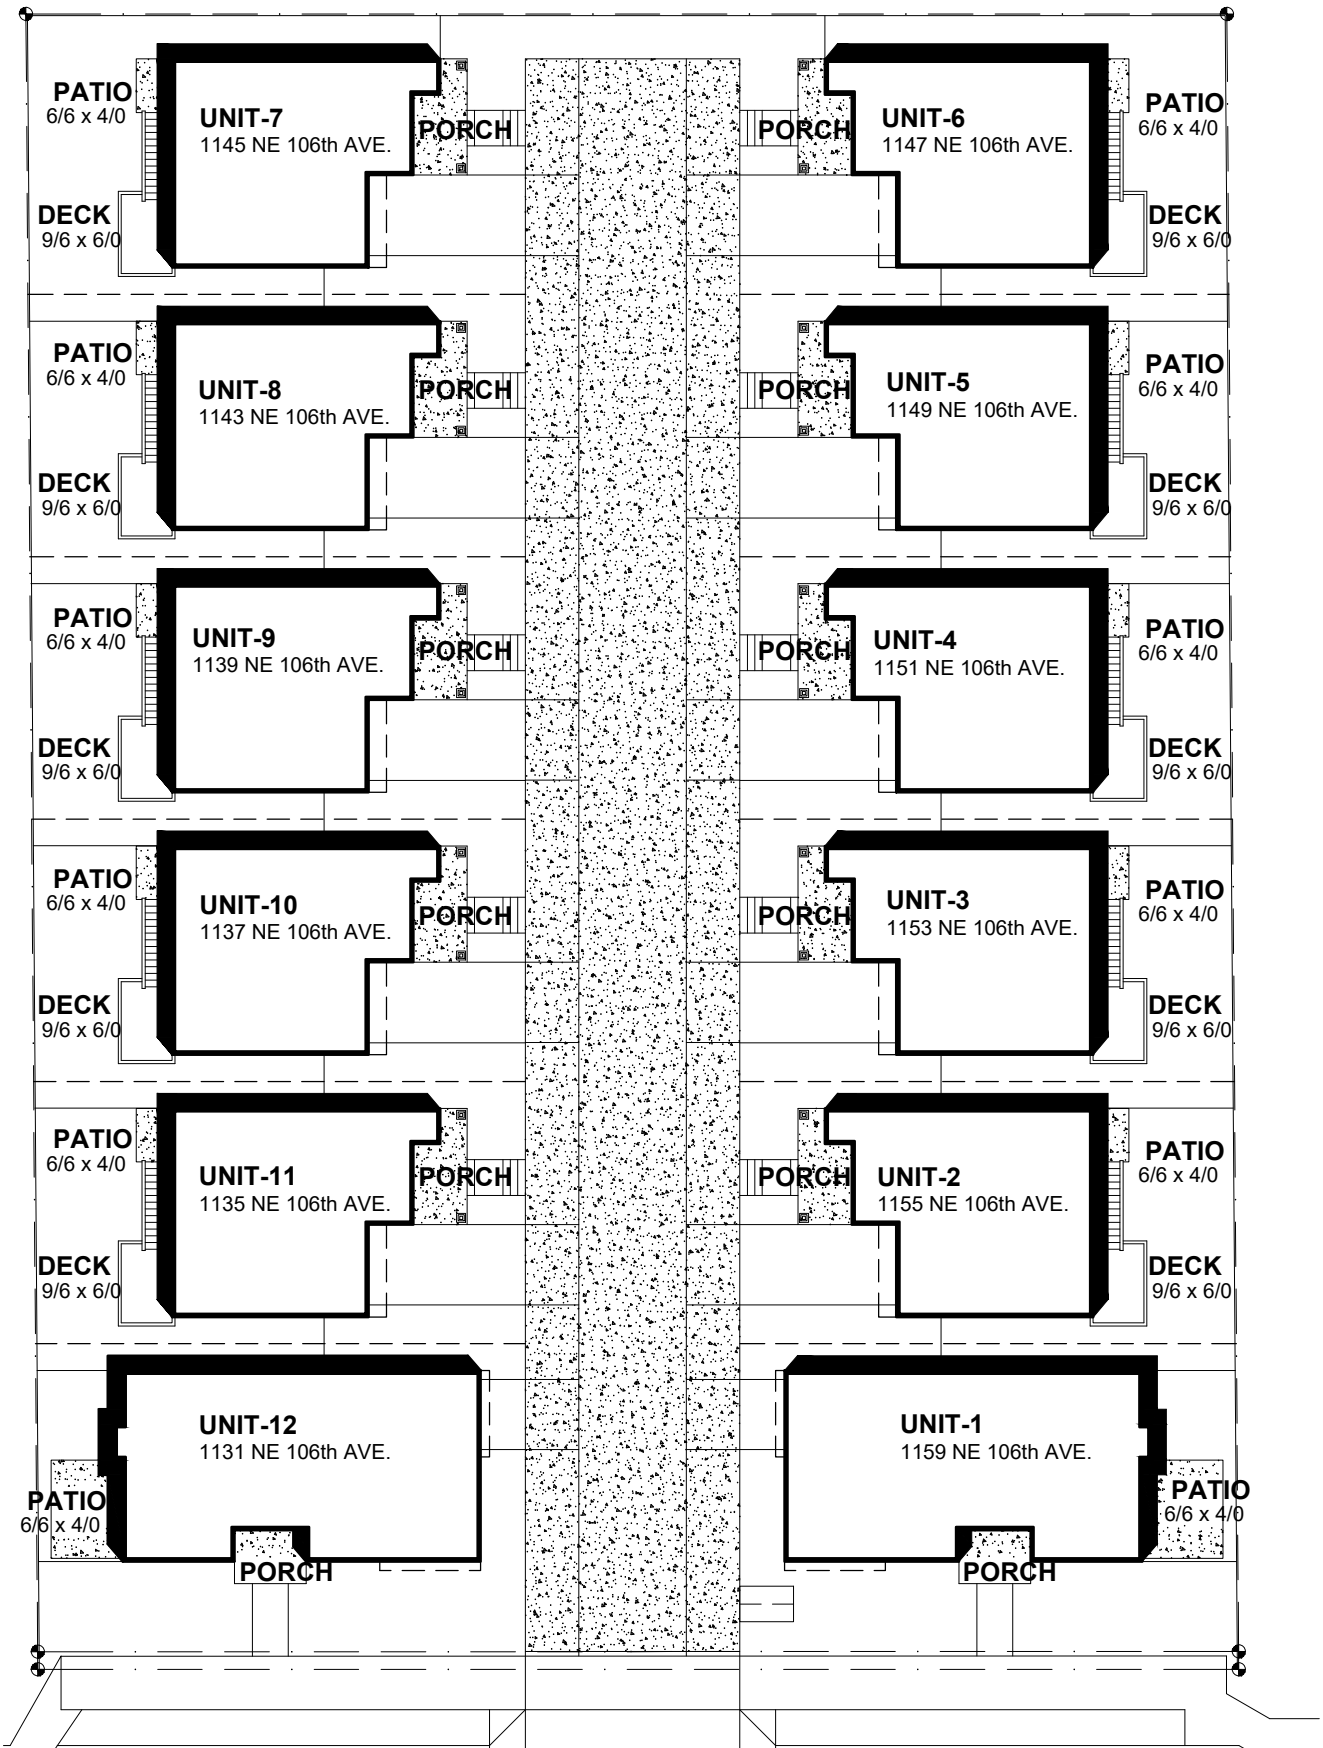 PATIO
6/6 x 4/0
UNIT-7
1145 NE 106th AVE.
PORCH
DECK
9/6 x 6/0
PORCH
UNIT-6
1147 NE 106th AVE.
PATIO
6/6 x 4/0
DECK
9/6 x 6/0
PATIO
6/6 x 4/0
UNIT-8
1143 NE 106th AVE.
PORCH
DECK
9/6 x 6/0
PORCH
UNIT-5
1149 NE 106th AVE.
PATIO
6/6 x 4/0
DECK
9/6 x 6/0
PATIO
6/6 x 4/0
UNIT-9
1139 NE 106th AVE.
PORCH
DECK
9/6 x 6/0
PORCH
UNIT-4
1151 NE 106th AVE.
PATIO
6/6 x 4/0
DECK
9/6 x 6/0
PATIO
6/6 x 4/0
UNIT-10
1137 NE 106th AVE.
PORCH
DECK
9/6 x 6/0
PORCH
UNIT-3
1153 NE 106th AVE.
PATIO
6/6 x 4/0
DECK
9/6 x 6/0
PATIO
6/6 x 4/0
UNIT-11
1135 NE 106th AVE.
PORCH
DECK
9/6 x 6/0
PORCH
UNIT-2
1155 NE 106th AVE.
PATIO
6/6 x 4/0
DECK
9/6 x 6/0
UNIT-12
1131 NE 106th AVE.
PATIO
6/6 x 4/0
PORCH
UNIT-1
1159 NE 106th AVE.
PATIO
6/6 x 4/0
PORCH